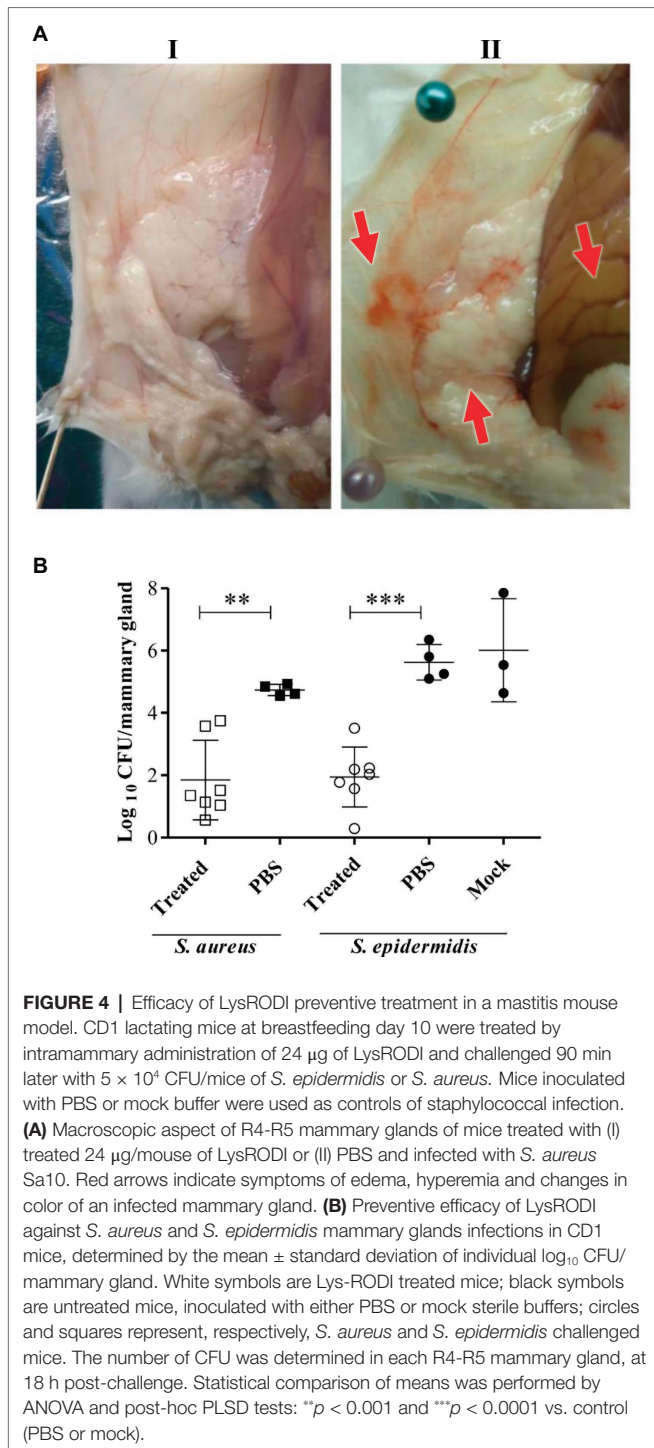 A
I
II
B
Log 10 CFU/mammary gland
8
6
4
2
0
**
***
Treated
PBS
Treated
PBS
Mock
S. aureus
S. epidermidis
FIGURE 4 | Efficacy of LysRODI preventive treatment in a mastitis mouse
model. CD1 lactating mice at breastfeeding day 10 were treated by
intramammary administration of 24 μg of LysRODI and challenged 90 min
later with 5 × 10⁴ CFU/mice of S. epidermidis or S. aureus. Mice inoculated
with PBS or mock buffer were used as controls of staphylococcal infection.
(A) Macroscopic aspect of R4-R5 mammary glands of mice treated with (I)
treated 24 μg/mouse of LysRODI or (II) PBS and infected with S. aureus
Sa10. Red arrows indicate symptoms of edema, hyperemia and changes in
color of an infected mammary gland. (B) Preventive efficacy of LysRODI
against S. aureus and S. epidermidis mammary glands infections in CD1
mice, determined by the mean ± standard deviation of individual log₁₀ CFU/
mammary gland. White symbols are Lys-RODI treated mice; black symbols
are untreated mice, inoculated with either PBS or mock sterile buffers; circles
and squares represent, respectively, S. aureus and S. epidermidis challenged
mice. The number of CFU was determined in each R4-R5 mammary gland, at
18 h post-challenge. Statistical comparison of means was performed by
ANOVA and post-hoc PLSD tests: **p < 0.001 and ***p < 0.0001 vs. control
(PBS or mock).